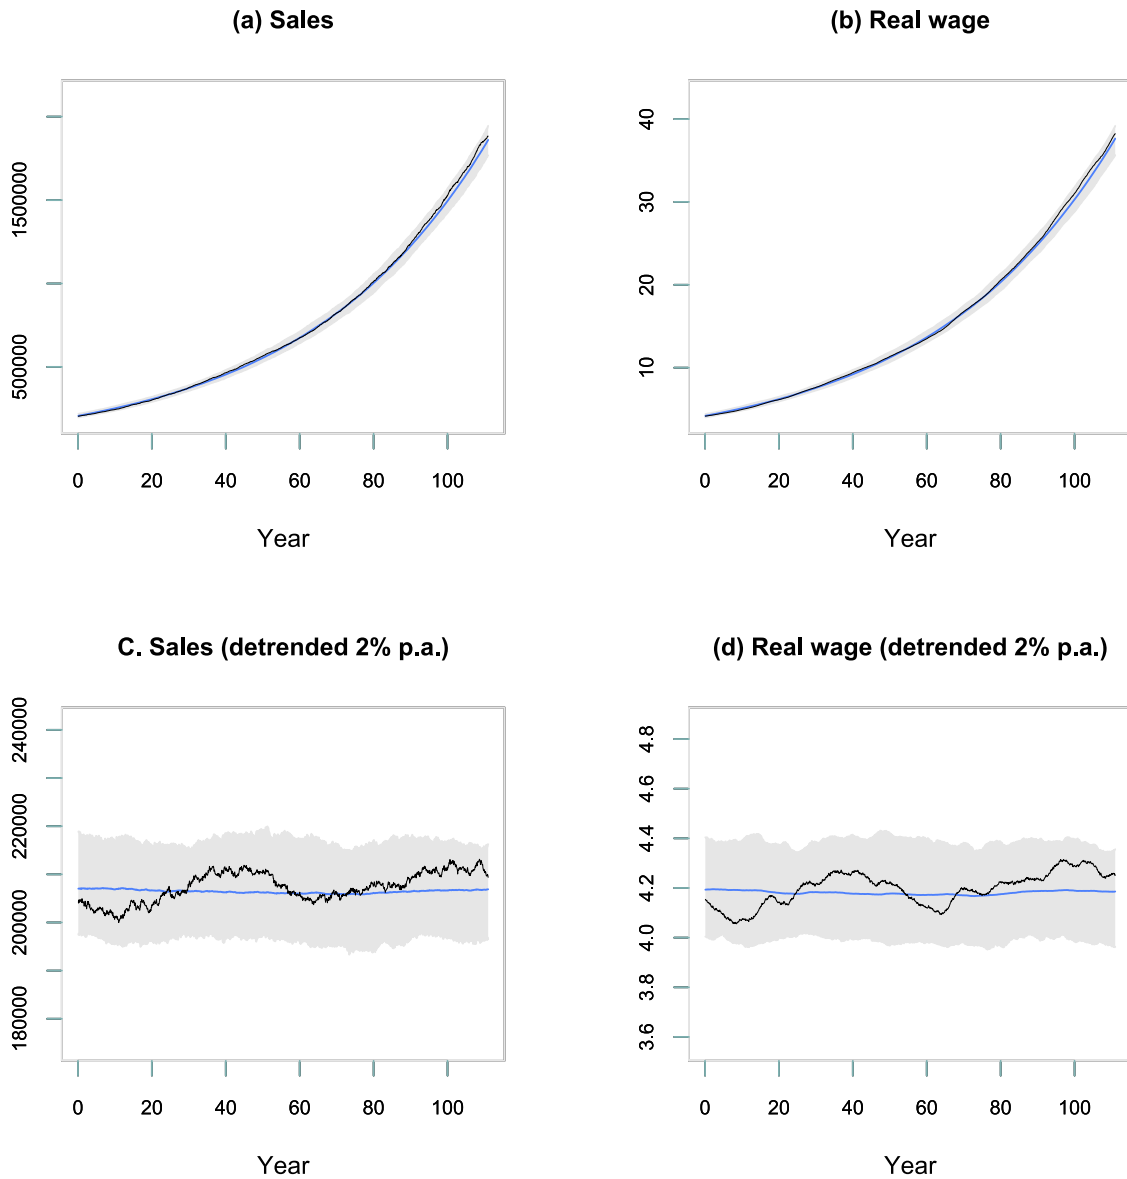 (a) Sales
(b) Real wage
500000 1500000
10 20 30 40
0 20 40 60 80 100
0 20 40 60 80 100
Year
Year
C. Sales (detrended 2% p.a.)
(d) Real wage (detrended 2% p.a.)
180000 200000 220000 240000
3.6 3.8 4.0 4.2 4.4 4.6 4.8
0 20 40 60 80 100
0 20 40 60 80 100
Year
Year